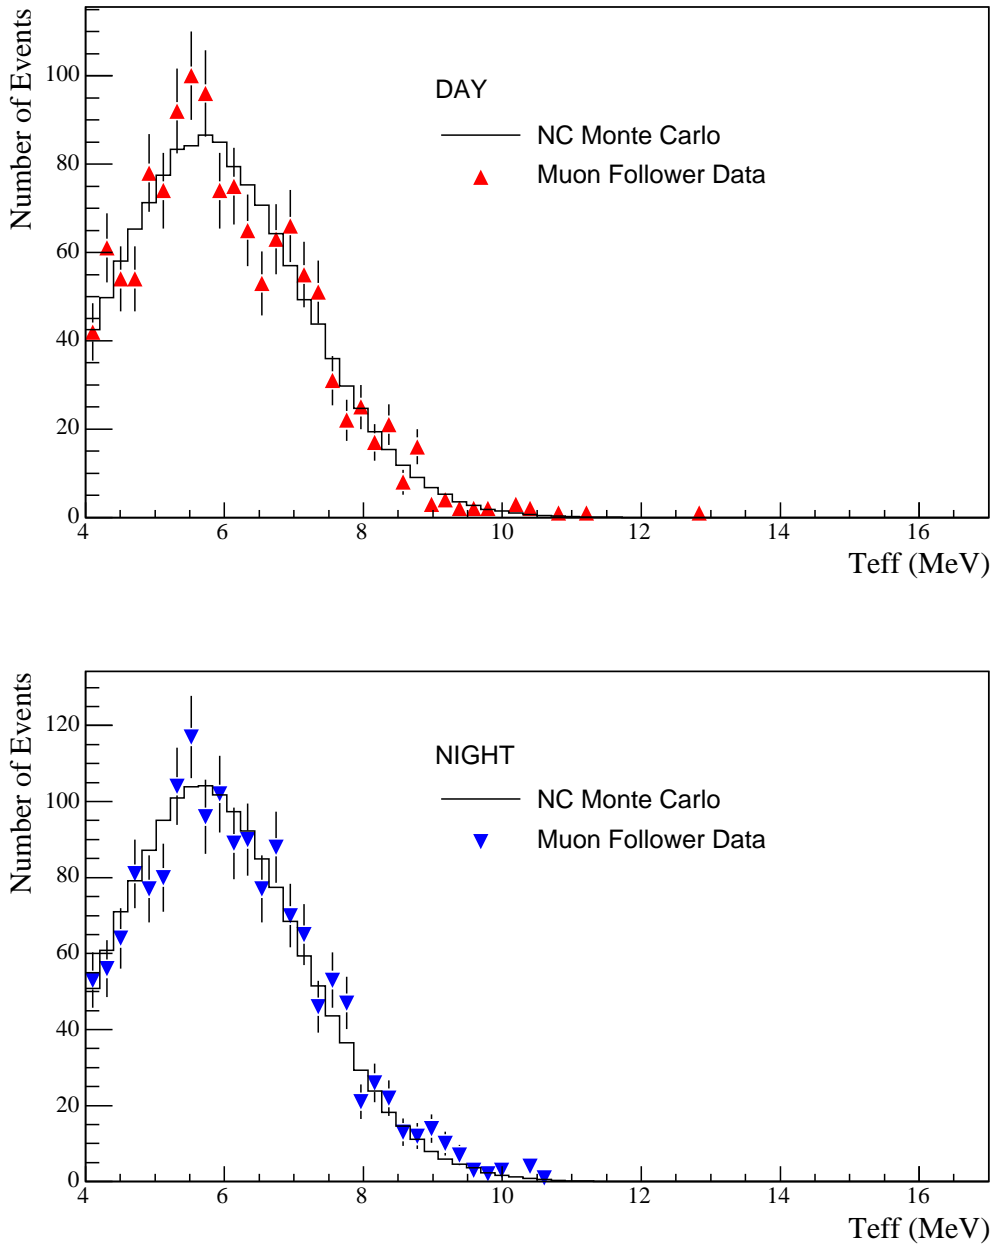 Number of Events
100
80
60
40
20
0
DAY
NC Monte Carlo
Muon Follower Data
4 6 8 10 12 14 16
Teff (MeV)
Number of Events
120
100
80
60
40
20
0
NIGHT
NC Monte Carlo
Muon Follower Data
4 6 8 10 12 14 16
Teff (MeV)